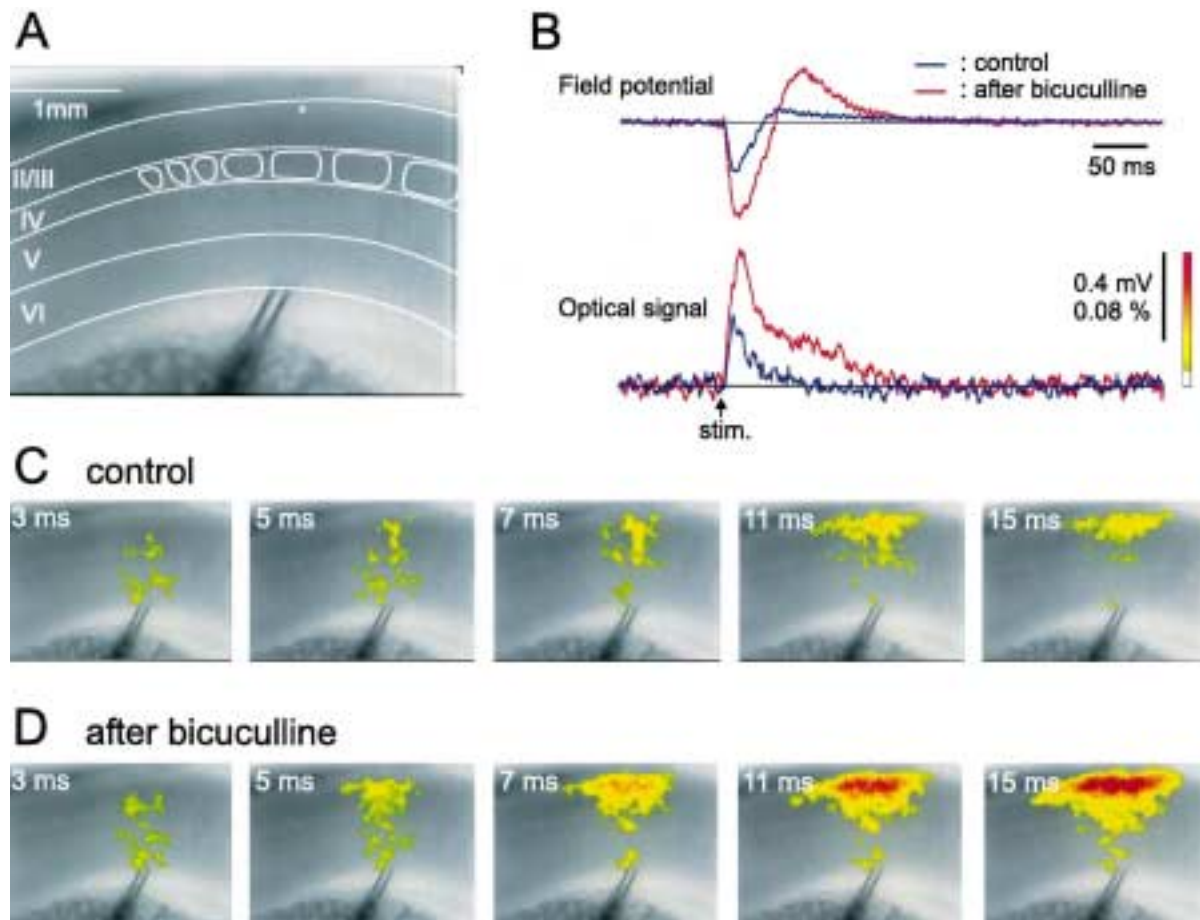 A
1mm
II/III
IV
V
VI
B
Field potential
: control
: after bicuculline
50 ms
Optical signal
0.4 mV
0.08 %
stim.
C control
3 ms
5 ms
7 ms
11 ms
15 ms
D after bicuculline
3 ms
5 ms
7 ms
11 ms
15 ms